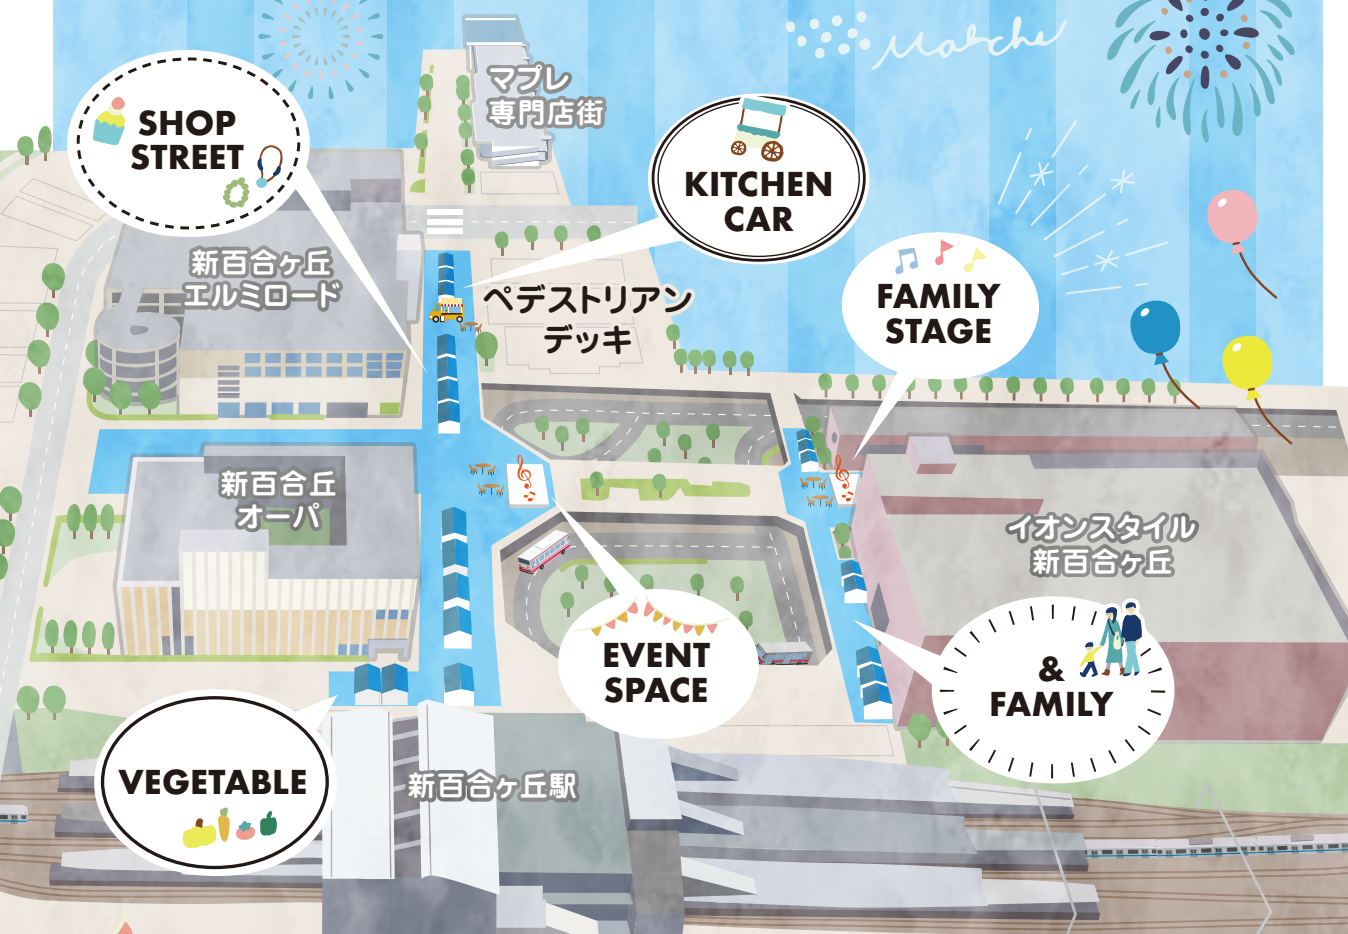 Marche
マプレ
専門店街
SHOP
STREET
KITCHEN
CAR
新百合ヶ丘
エルミロード
ペデストリアン
デッキ
FAMILY
STAGE
新百合丘
オーパ
イオンスタイル
新百合ヶ丘
EVENT
SPACE
&
FAMILY
VEGETABLE
新百合ヶ丘駅